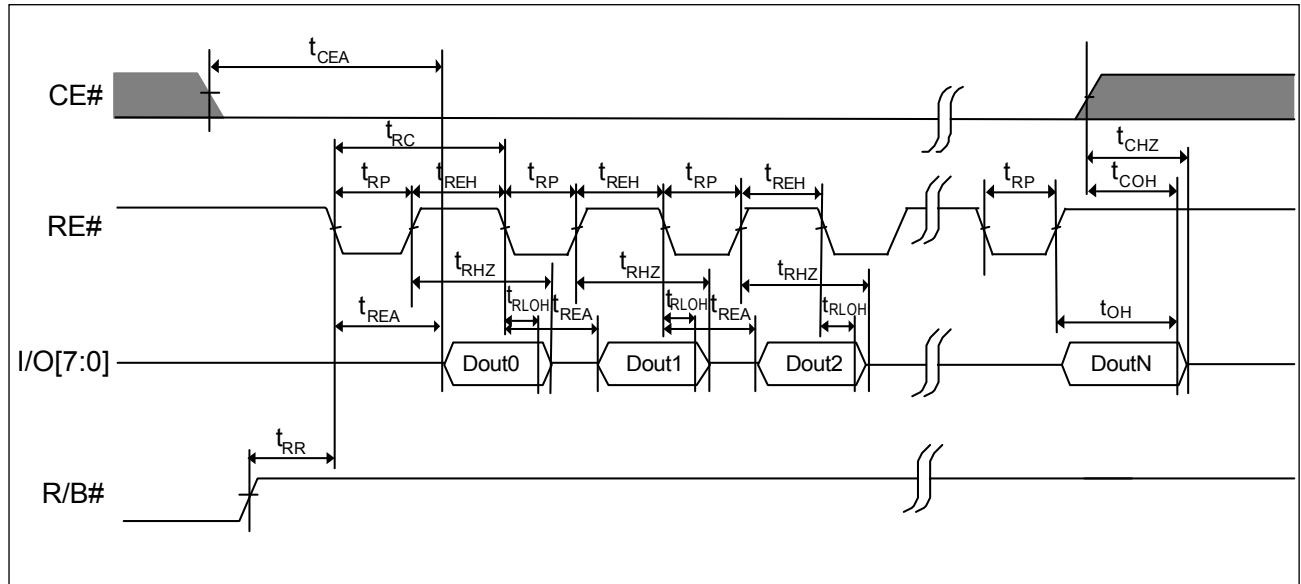 tCEA
CE#
tRC
tCHZ
tRP tREH tRP tREH tRP tREH tRP tCOH
RE#
tRHZ tRHZ tRHZ
tREA tRLOH tREA tRLOH tREA tRLOH tOH
I/O[7:0] Dout0 Dout1 Dout2 DoutN
tRR
R/B#